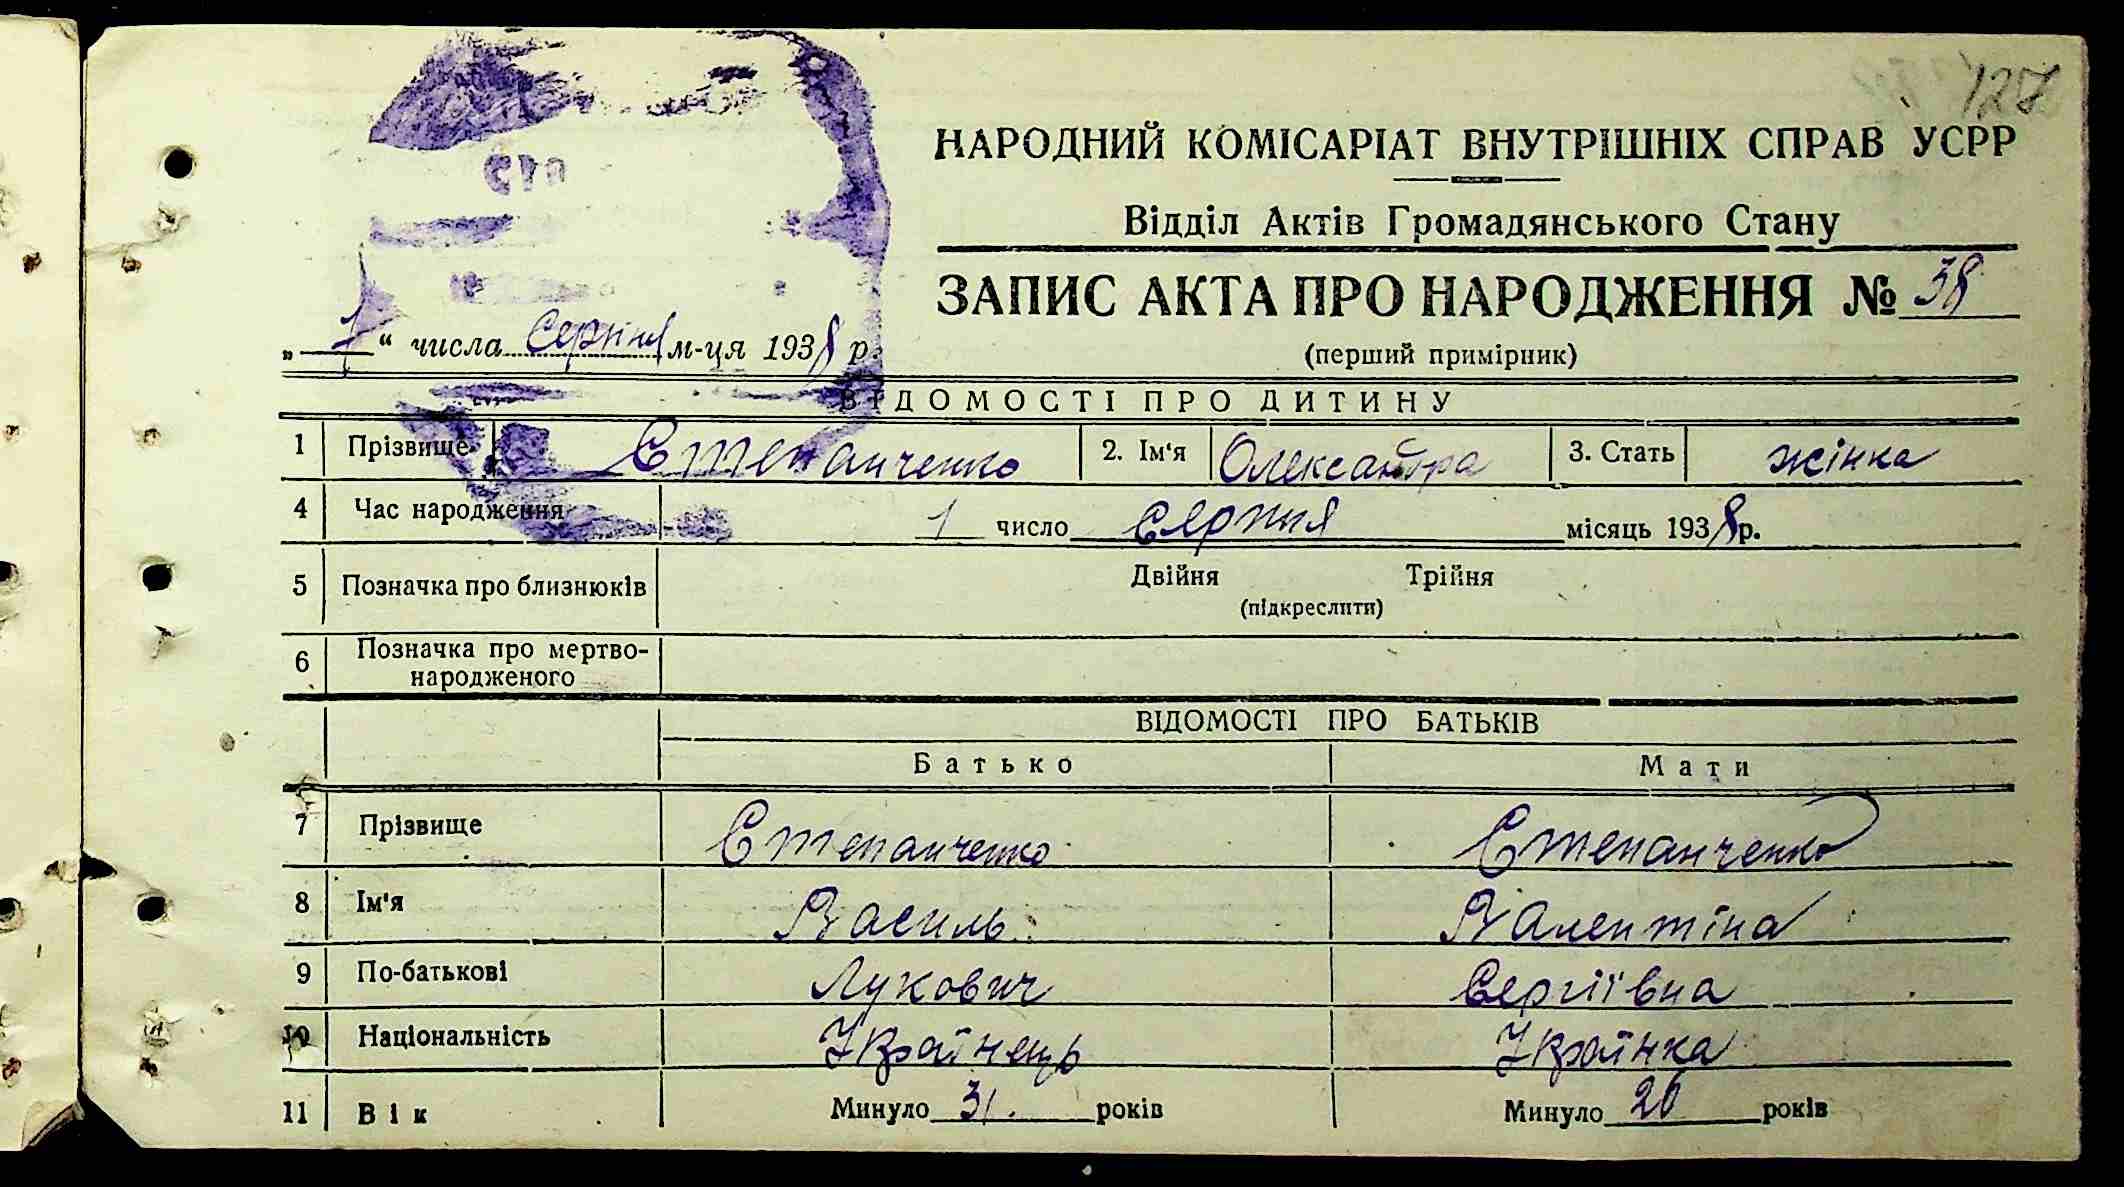 127
НАРОДНИЙ КОМІСАРІАТ ВНУТРІШНІХ СПРАВ УСРР
Відділ Актів Громадянського Стану
ЗАПИС АКТА ПРО НАРОДЖЕННЯ № 38
(перший примірник)
„ 1 “ числа Серпня м-ця 1938 р.
ВІДОМОСТІ ПРО ДИТИНУ
1 Прізвище Степанченко 2. Ім'я Олександра 3. Стать жінка
4 Час народження 1 число Серпня місяць 1938 р.
5 Позначка про близнюків Двійня Трійня
(підкреслити)
6 Позначка про мертво-
народженого
ВІДОМОСТІ ПРО БАТЬКІВ
Батько Мати
7 Прізвище Степанченко Степанченко
8 Ім'я Василь Валентіна
9 По-батькові Лукович Сергіївна
10 Національність Українець Українка
11 Вік Минуло 31. років Минуло 26 років